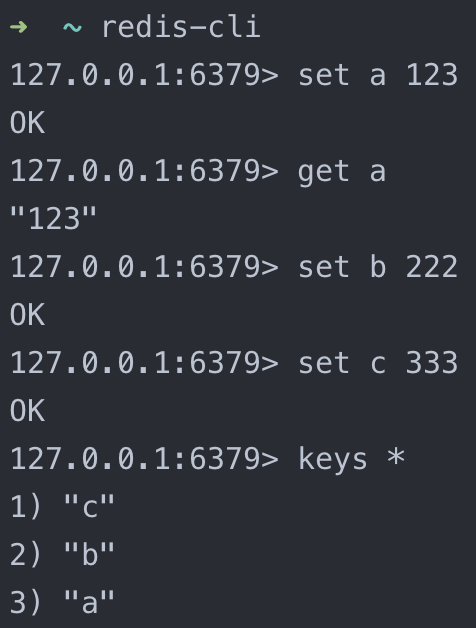 ➜ ~ redis-cli
127.0.0.1:6379> set a 123
OK
127.0.0.1:6379> get a
"123"
127.0.0.1:6379> set b 222
OK
127.0.0.1:6379> set c 333
OK
127.0.0.1:6379> keys *
1) "c"
2) "b"
3) "a"